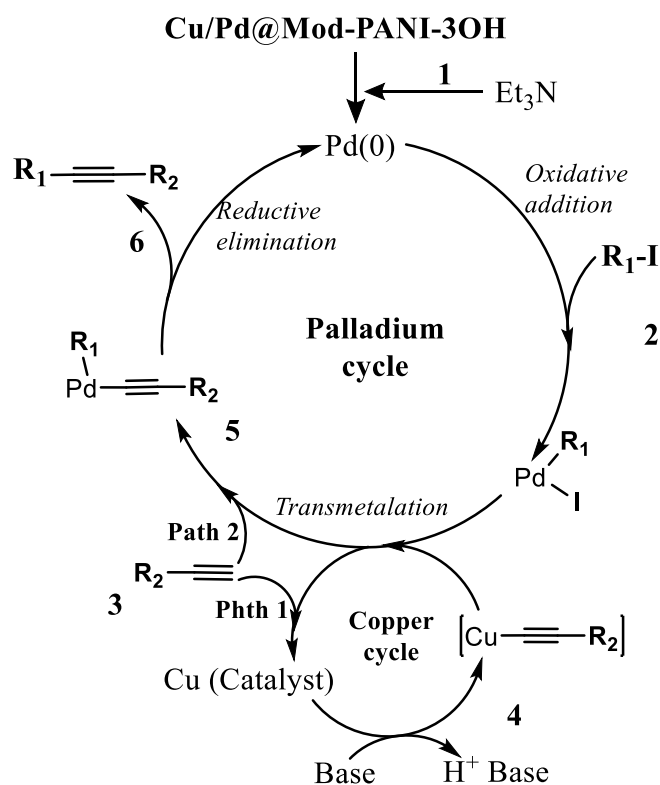 Cu/Pd@Mod-PANI-3OH
1
Et₃N
Pd(0)
R₁ R₂
Oxidative
addition
Reductive
elimination
6
R₁-I
2
Palladium
cycle
R₁
Pd R₂
5
R₁
Pd
I
Transmetalation
Path 2
R₂
3
Phth 1
Copper
cycle
[Cu R₂]
Cu (Catalyst)
4
Base
H⁺ Base